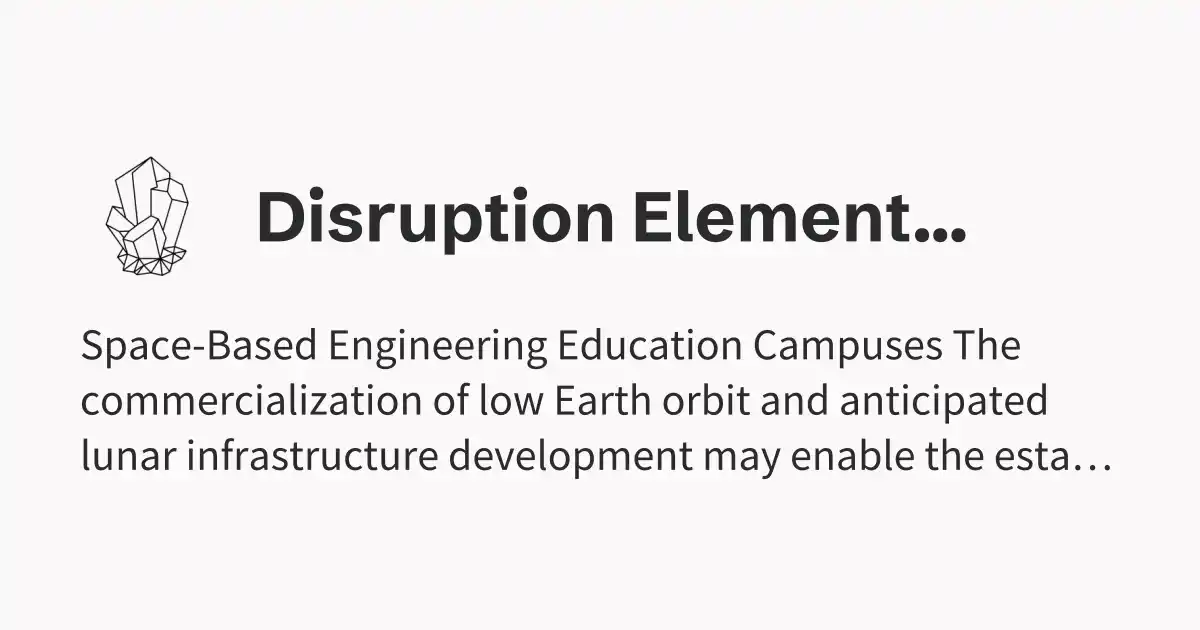 Disruption Element...
Space-Based Engineering Education Campuses The
commercialization of low Earth orbit and anticipated
lunar infrastructure development may enable the esta…